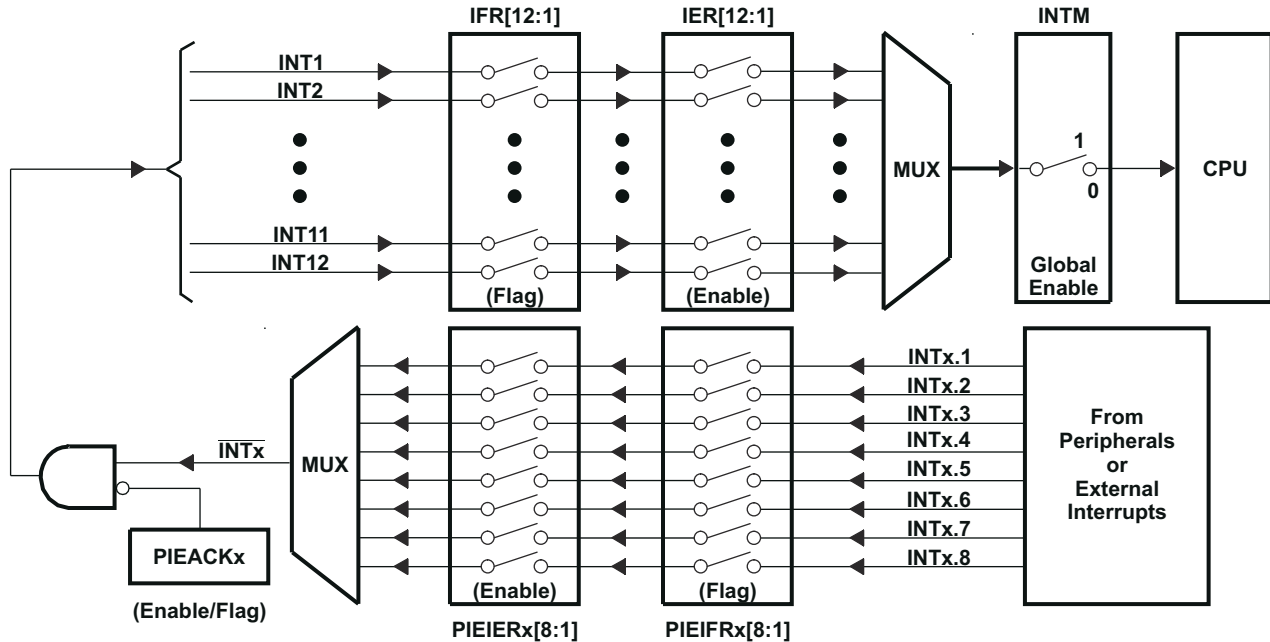 IFR[12:1]
IER[12:1]
INTM
INT1
INT2
1
MUX
CPU
0
INT11
INT12
Global
Enable
(Flag)
(Enable)
INTx.1
INTx.2
INTx.3
INTx.4
INTx.5
INTx.6
INTx.7
INTx.8
From
Peripherals
or
External
Interrupts
INTx
MUX
PIEACKx
(Enable/Flag)
(Enable)
(Flag)
PIEIERx[8:1]
PIEIFRx[8:1]